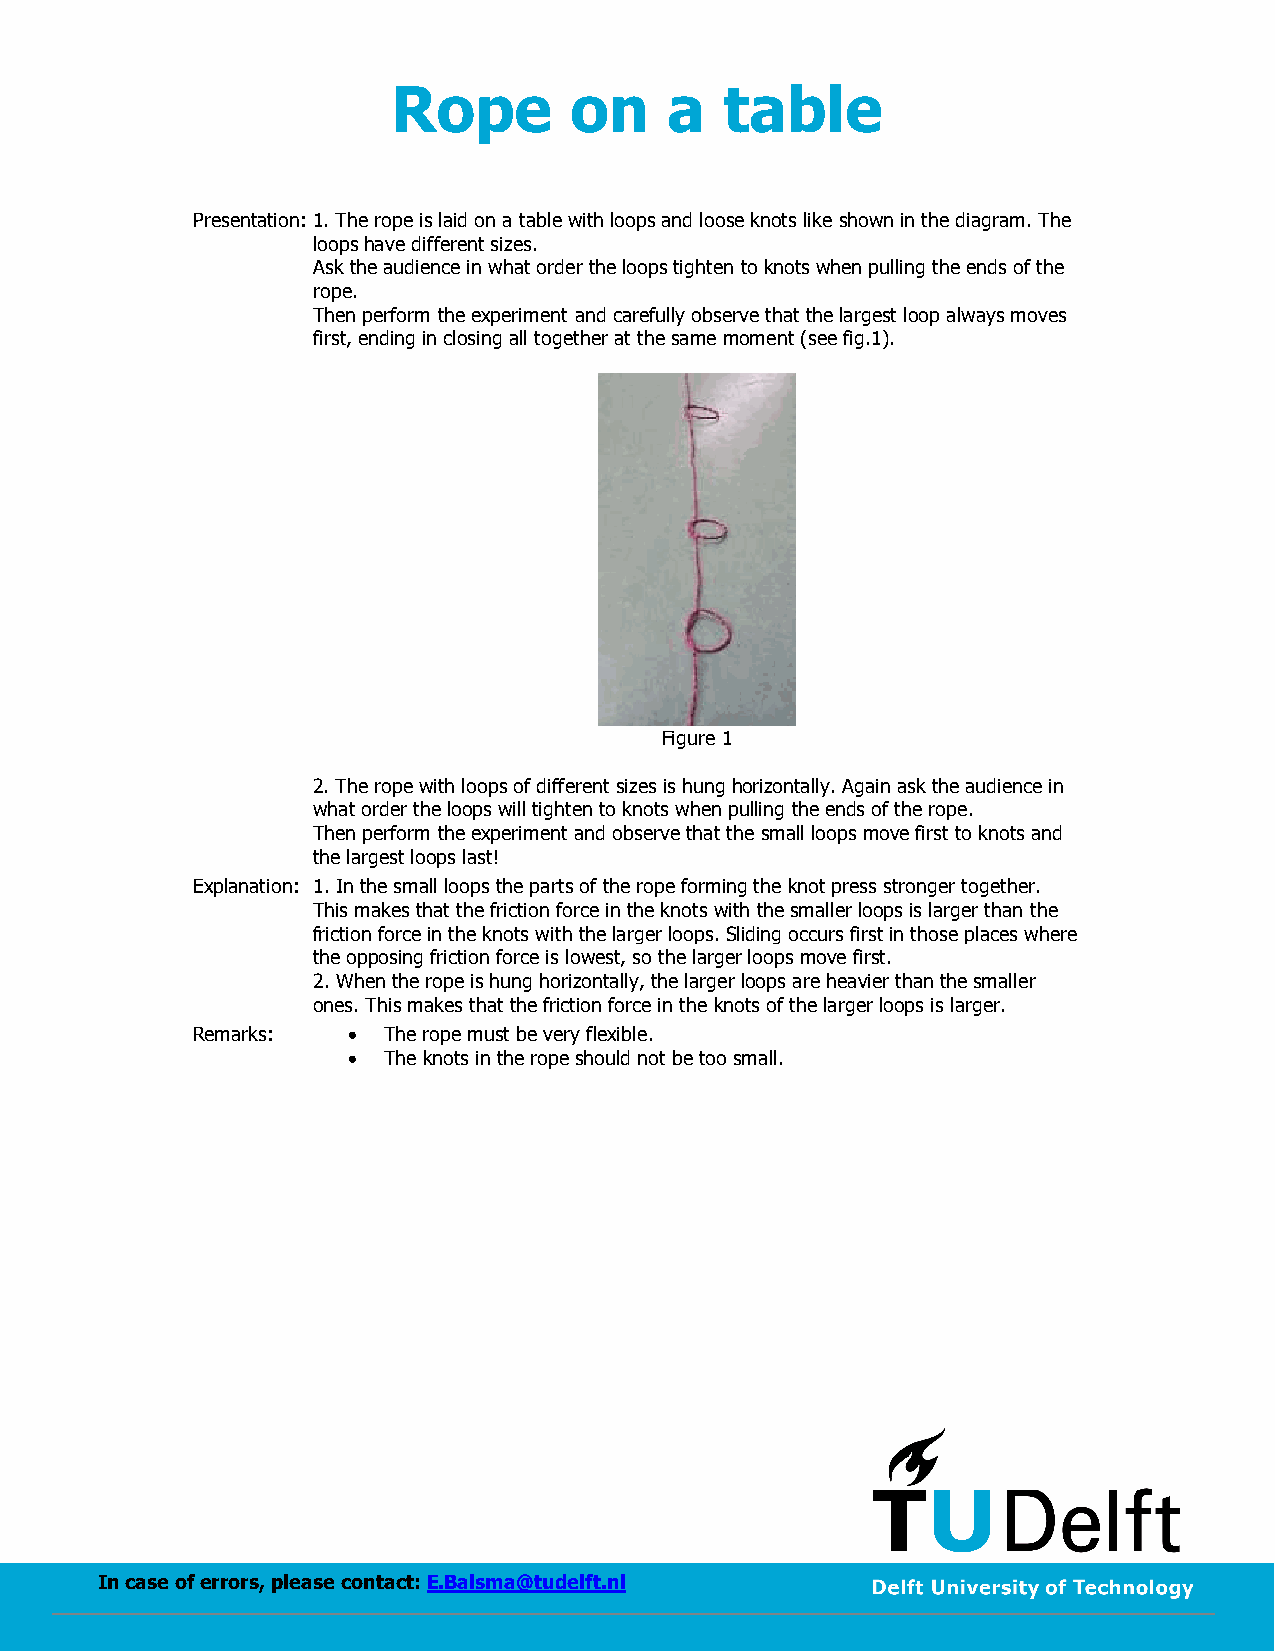 Rope on a table
Presentation: 1. The rope is laid on a table with loops and loose knots like shown in the diagram. The
loops have different sizes.
Ask the audience in what order the loops tighten to knots when pulling the ends of the
rope.
Then perform the experiment and carefully observe that the largest loop always moves
first, ending in closing all together at the same moment (see fig.1).
Figure 1
2. The rope with loops of different sizes is hung horizontally. Again ask the audience in
what order the loops will tighten to knots when pulling the ends of the rope.
Then perform the experiment and observe that the small loops move first to knots and
the largest loops last!
Explanation: 1. In the small loops the parts of the rope forming the knot press stronger together.
This makes that the friction force in the knots with the smaller loops is larger than the
friction force in the knots with the larger loops. Sliding occurs first in those places where
the opposing friction force is lowest, so the larger loops move first.
2. When the rope is hung horizontally, the larger loops are heavier than the smaller
ones. This makes that the friction force in the knots of the larger loops is larger.
Remarks: • The rope must be very flexible.
• The knots in the rope should not be too small.
TUDelft
In case of errors, please contact: E.Balsma@tudelft.nl
Delft University of Technology